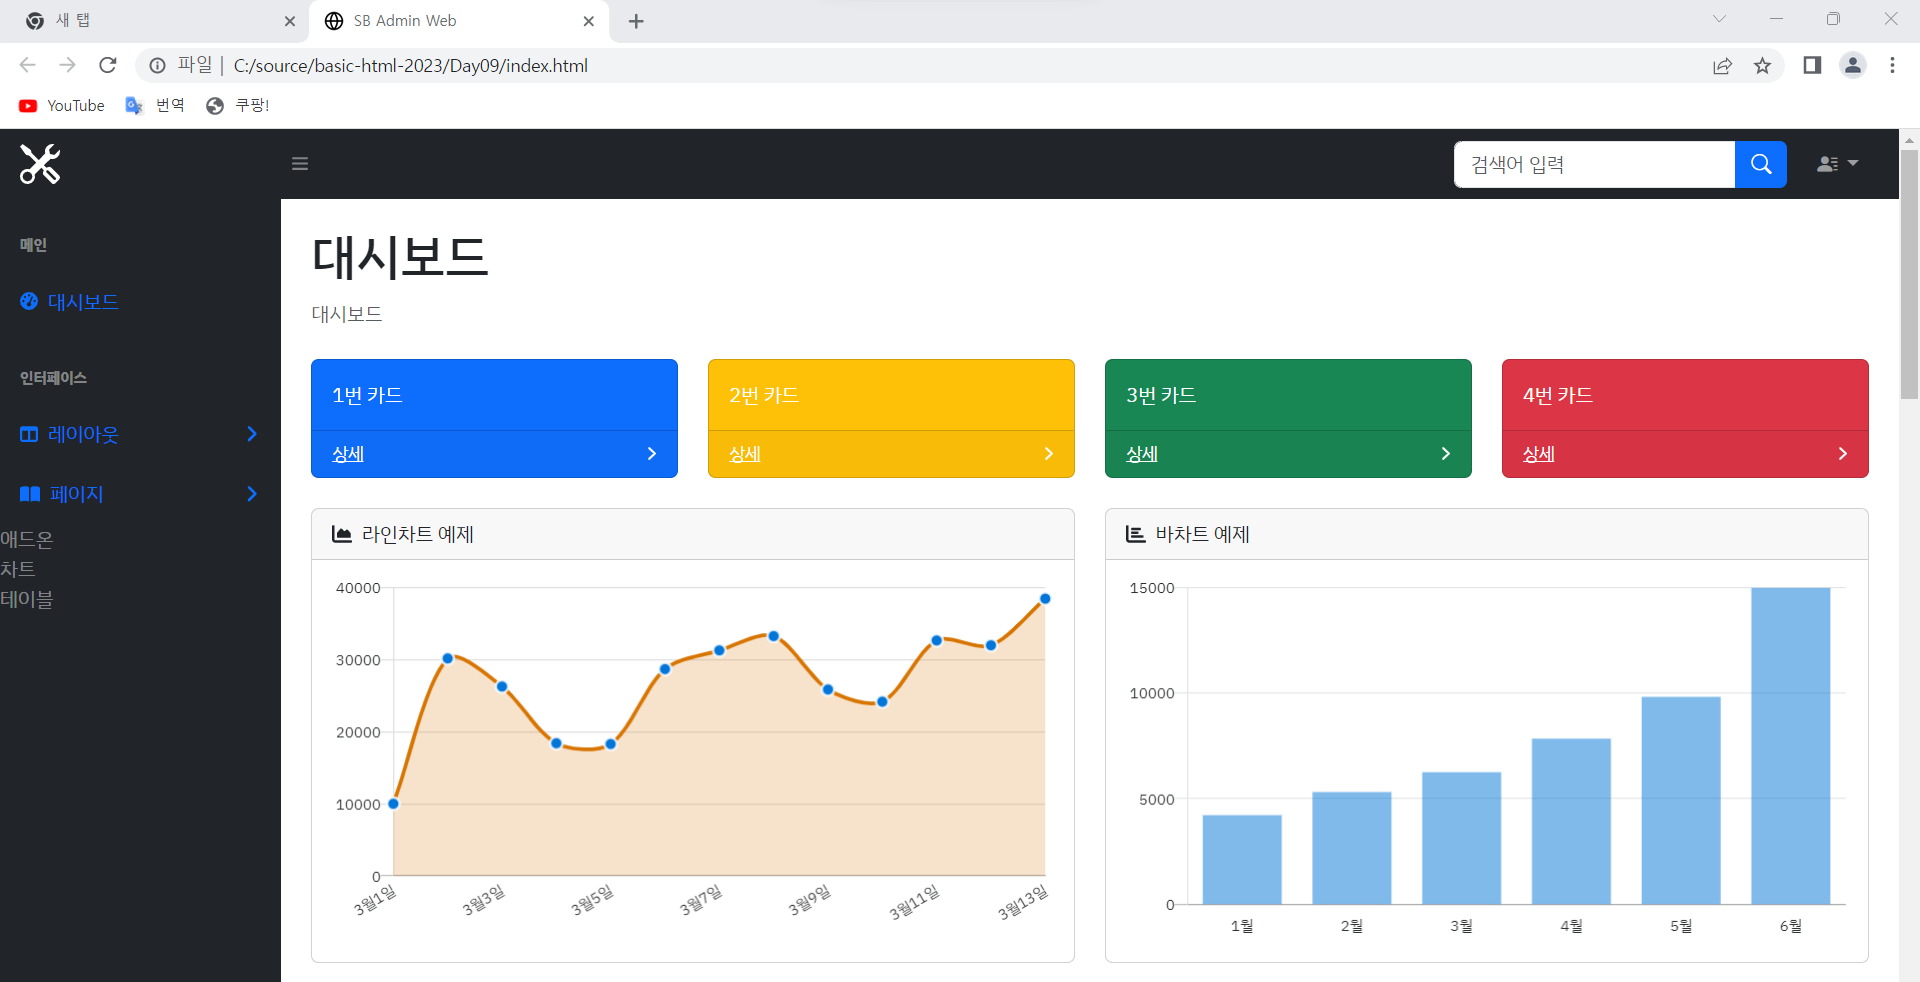 새 탭
SB Admin Web
파일 | C:/source/basic-html-2023/Day09/index.html
YouTube
번역
쿠팡!
검색어 입력
메인
대시보드
인터페이스
레이아웃
페이지
애드온
차트
테이블
대시보드
대시보드
1번 카드
상세
2번 카드
상세
3번 카드
상세
4번 카드
상세
라인차트 예제
40000
30000
20000
10000
0
3월1일
3월3일
3월5일
3월7일
3월9일
3월11일
3월13일
바차트 예제
15000
10000
5000
0
1월
2월
3월
4월
5월
6월